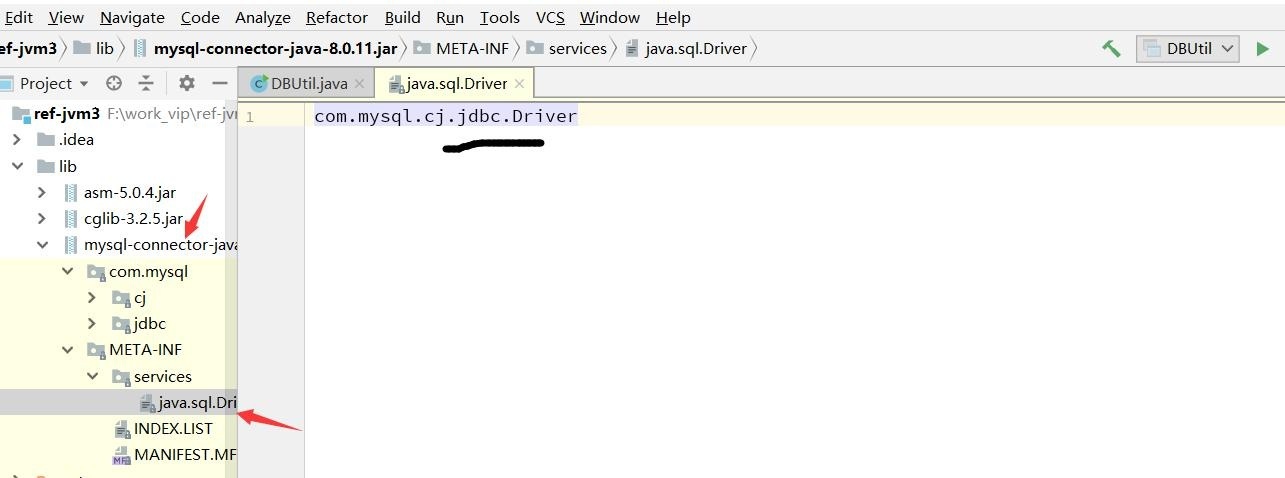 Edit View Navigate Code Analyze Refactor Build Run Tools VCS Window Help
ef-jvm3 lib mysql-connector-java-8.0.11.jar META-INF services java.sql.Driver DBUtil
Project DBUtil.java java.sql.Driver
ref-jvm3 F:\work_vip\ref-jv
1 com.mysql.cj.jdbc.Driver
.idea
lib
asm-5.0.4.jar
cglib-3.2.5.jar
mysql-connector-java
com.mysql
cj
jdbc
META-INF
services
java.sql.Dri
INDEX.LIST
MANIFEST.MF